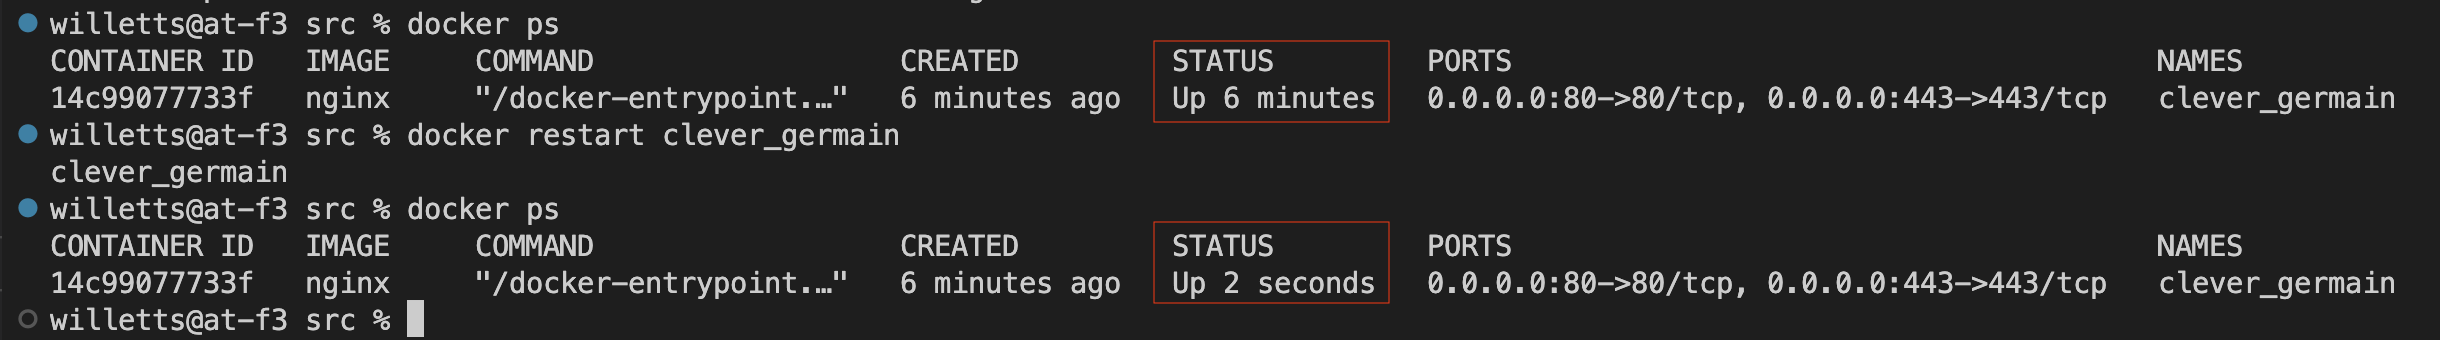 willetts@at-f3 src % docker ps
CONTAINER ID   IMAGE     COMMAND                  CREATED         STATUS         PORTS                                      NAMES
14c99077733f   nginx     "/docker-entrypoint.…"   6 minutes ago   Up 6 minutes   0.0.0.0:80->80/tcp, 0.0.0.0:443->443/tcp   clever_germain
willetts@at-f3 src % docker restart clever_germain
clever_germain
willetts@at-f3 src % docker ps
CONTAINER ID   IMAGE     COMMAND                  CREATED         STATUS         PORTS                                      NAMES
14c99077733f   nginx     "/docker-entrypoint.…"   6 minutes ago   Up 2 seconds   0.0.0.0:80->80/tcp, 0.0.0.0:443->443/tcp   clever_germain
willetts@at-f3 src %